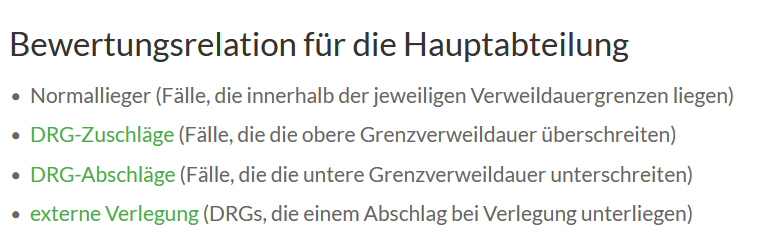 Bewertungsrelation für die Hauptabteilung
• Normallieger (Fälle, die innerhalb der jeweiligen Verweildauergrenzen liegen)
• DRG-Zuschläge (Fälle, die die obere Grenzverweildauer überschreiten)
• DRG-Abschläge (Fälle, die die untere Grenzverweildauer unterschreiten)
• externe Verlegung (DRGs, die einem Abschlag bei Verlegung unterliegen)